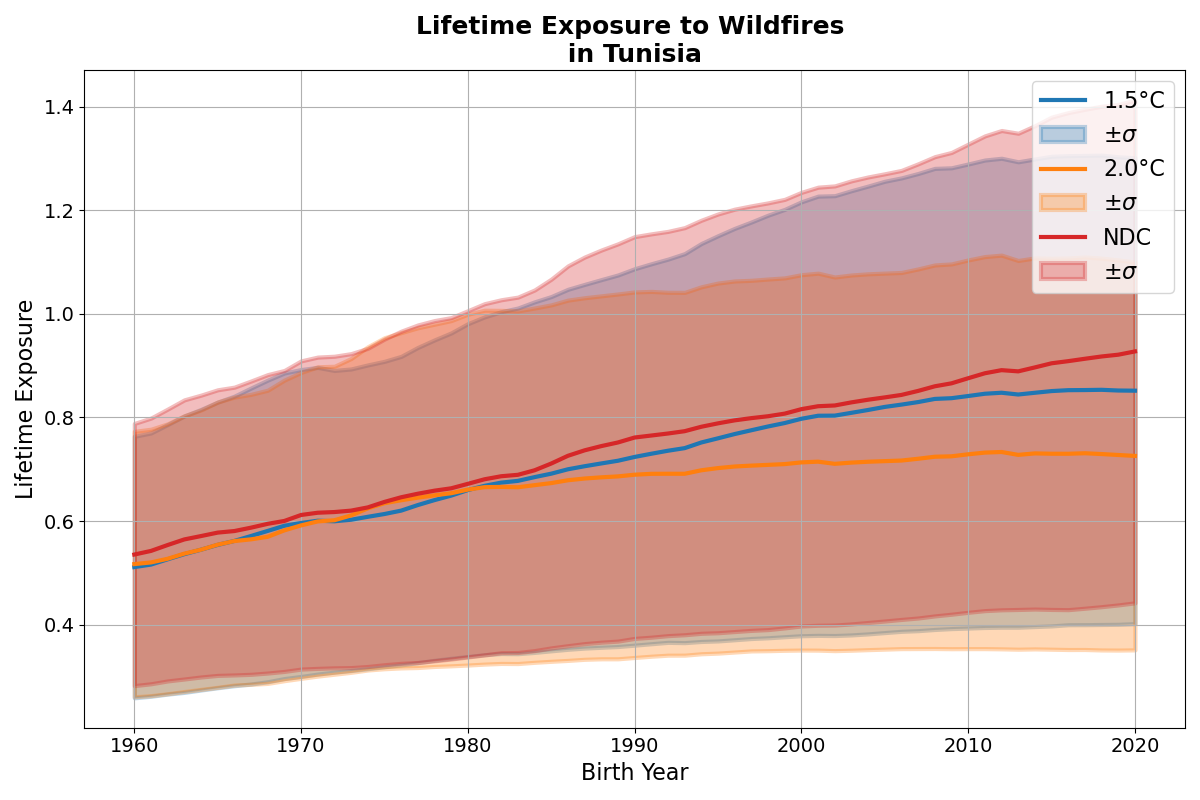 Lifetime Exposure to Wildfires
in Tunisia
1.5°C
±σ
2.0°C
±σ
NDC
±σ
Lifetime Exposure
1.4
1.2
1.0
0.8
0.6
0.4
1960
1970
1980
1990
2000
2010
2020
Birth Year